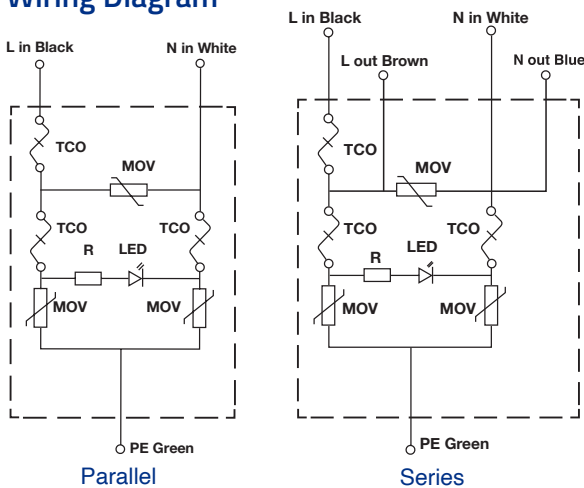 Wiring Diagram
L in Black
N in White
TCO
MOV
TCO
TCO
R
LED
MOV
MOV
PE Green
Parallel
L in Black
N in White
L out Brown
N out Blue
TCO
MOV
TCO
TCO
R
LED
MOV
MOV
PE Green
Series